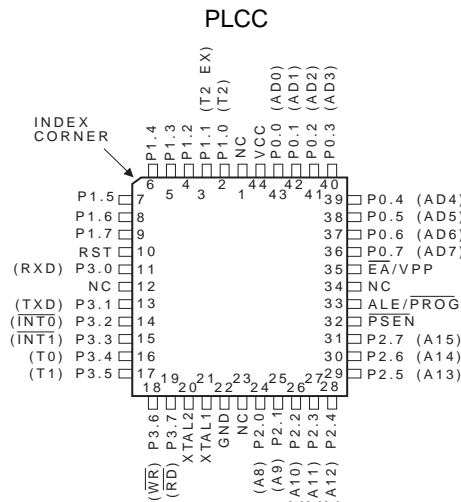 PLCC
INDEX
CORNER
P1.4
P1.3
P1.2
P1.1 (T2 EX)
P1.0 (T2)
NC
VCC
P0.0 (AD0)
P0.1 (AD1)
P0.2 (AD2)
P0.3 (AD3)
6
5
4
3
2
1
44
43
42
41
40
P1.5 7
P1.6 8
P1.7 9
RST 10
(RXD) P3.0 11
NC 12
(TXD) P3.1 13
(INT0) P3.2 14
(INT1) P3.3 15
(T0) P3.4 16
(T1) P3.5 17
39 P0.4 (AD4)
38 P0.5 (AD5)
37 P0.6 (AD6)
36 P0.7 (AD7)
35 EA/VPP
34 NC
33 ALE/PROG
32 PSEN
31 P2.7 (A15)
30 P2.6 (A14)
29 P2.5 (A13)
18
19
20
21
22
23
24
25
26
27
28
(WR) P3.6
(RD) P3.7
XTAL2
XTAL1
GND
NC
(A8) P2.0
(A9) P2.1
(A10) P2.2
(A11) P2.3
(A12) P2.4